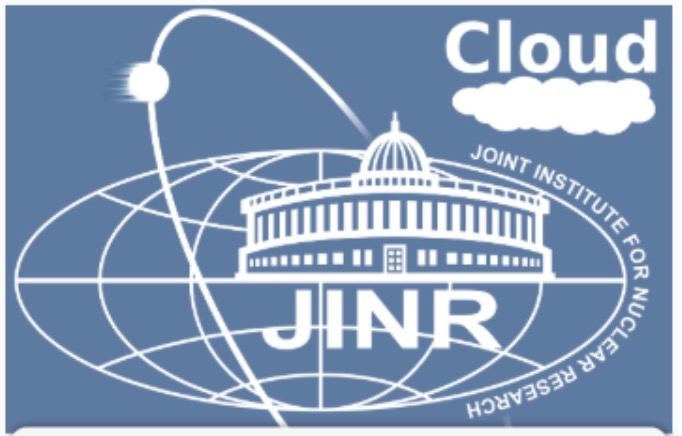 Cloud
JOINT INSTITUTE FOR NUCLEAR RESEARCH
JINR